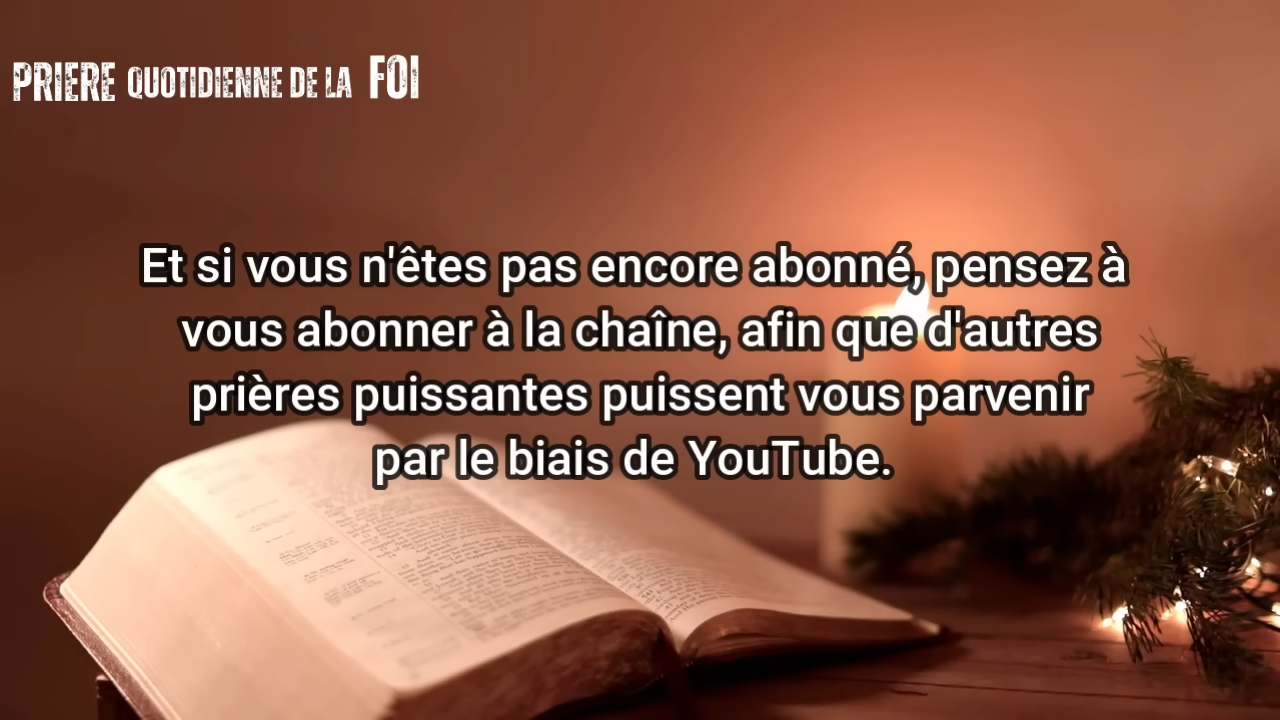 PRIERE QUOTIDIENNE DE LA FOI
Et si vous n'êtes pas encore abonné, pensez à
vous abonner à la chaîne, afin que d'autres
prières puissantes puissent vous parvenir
par le biais de YouTube.